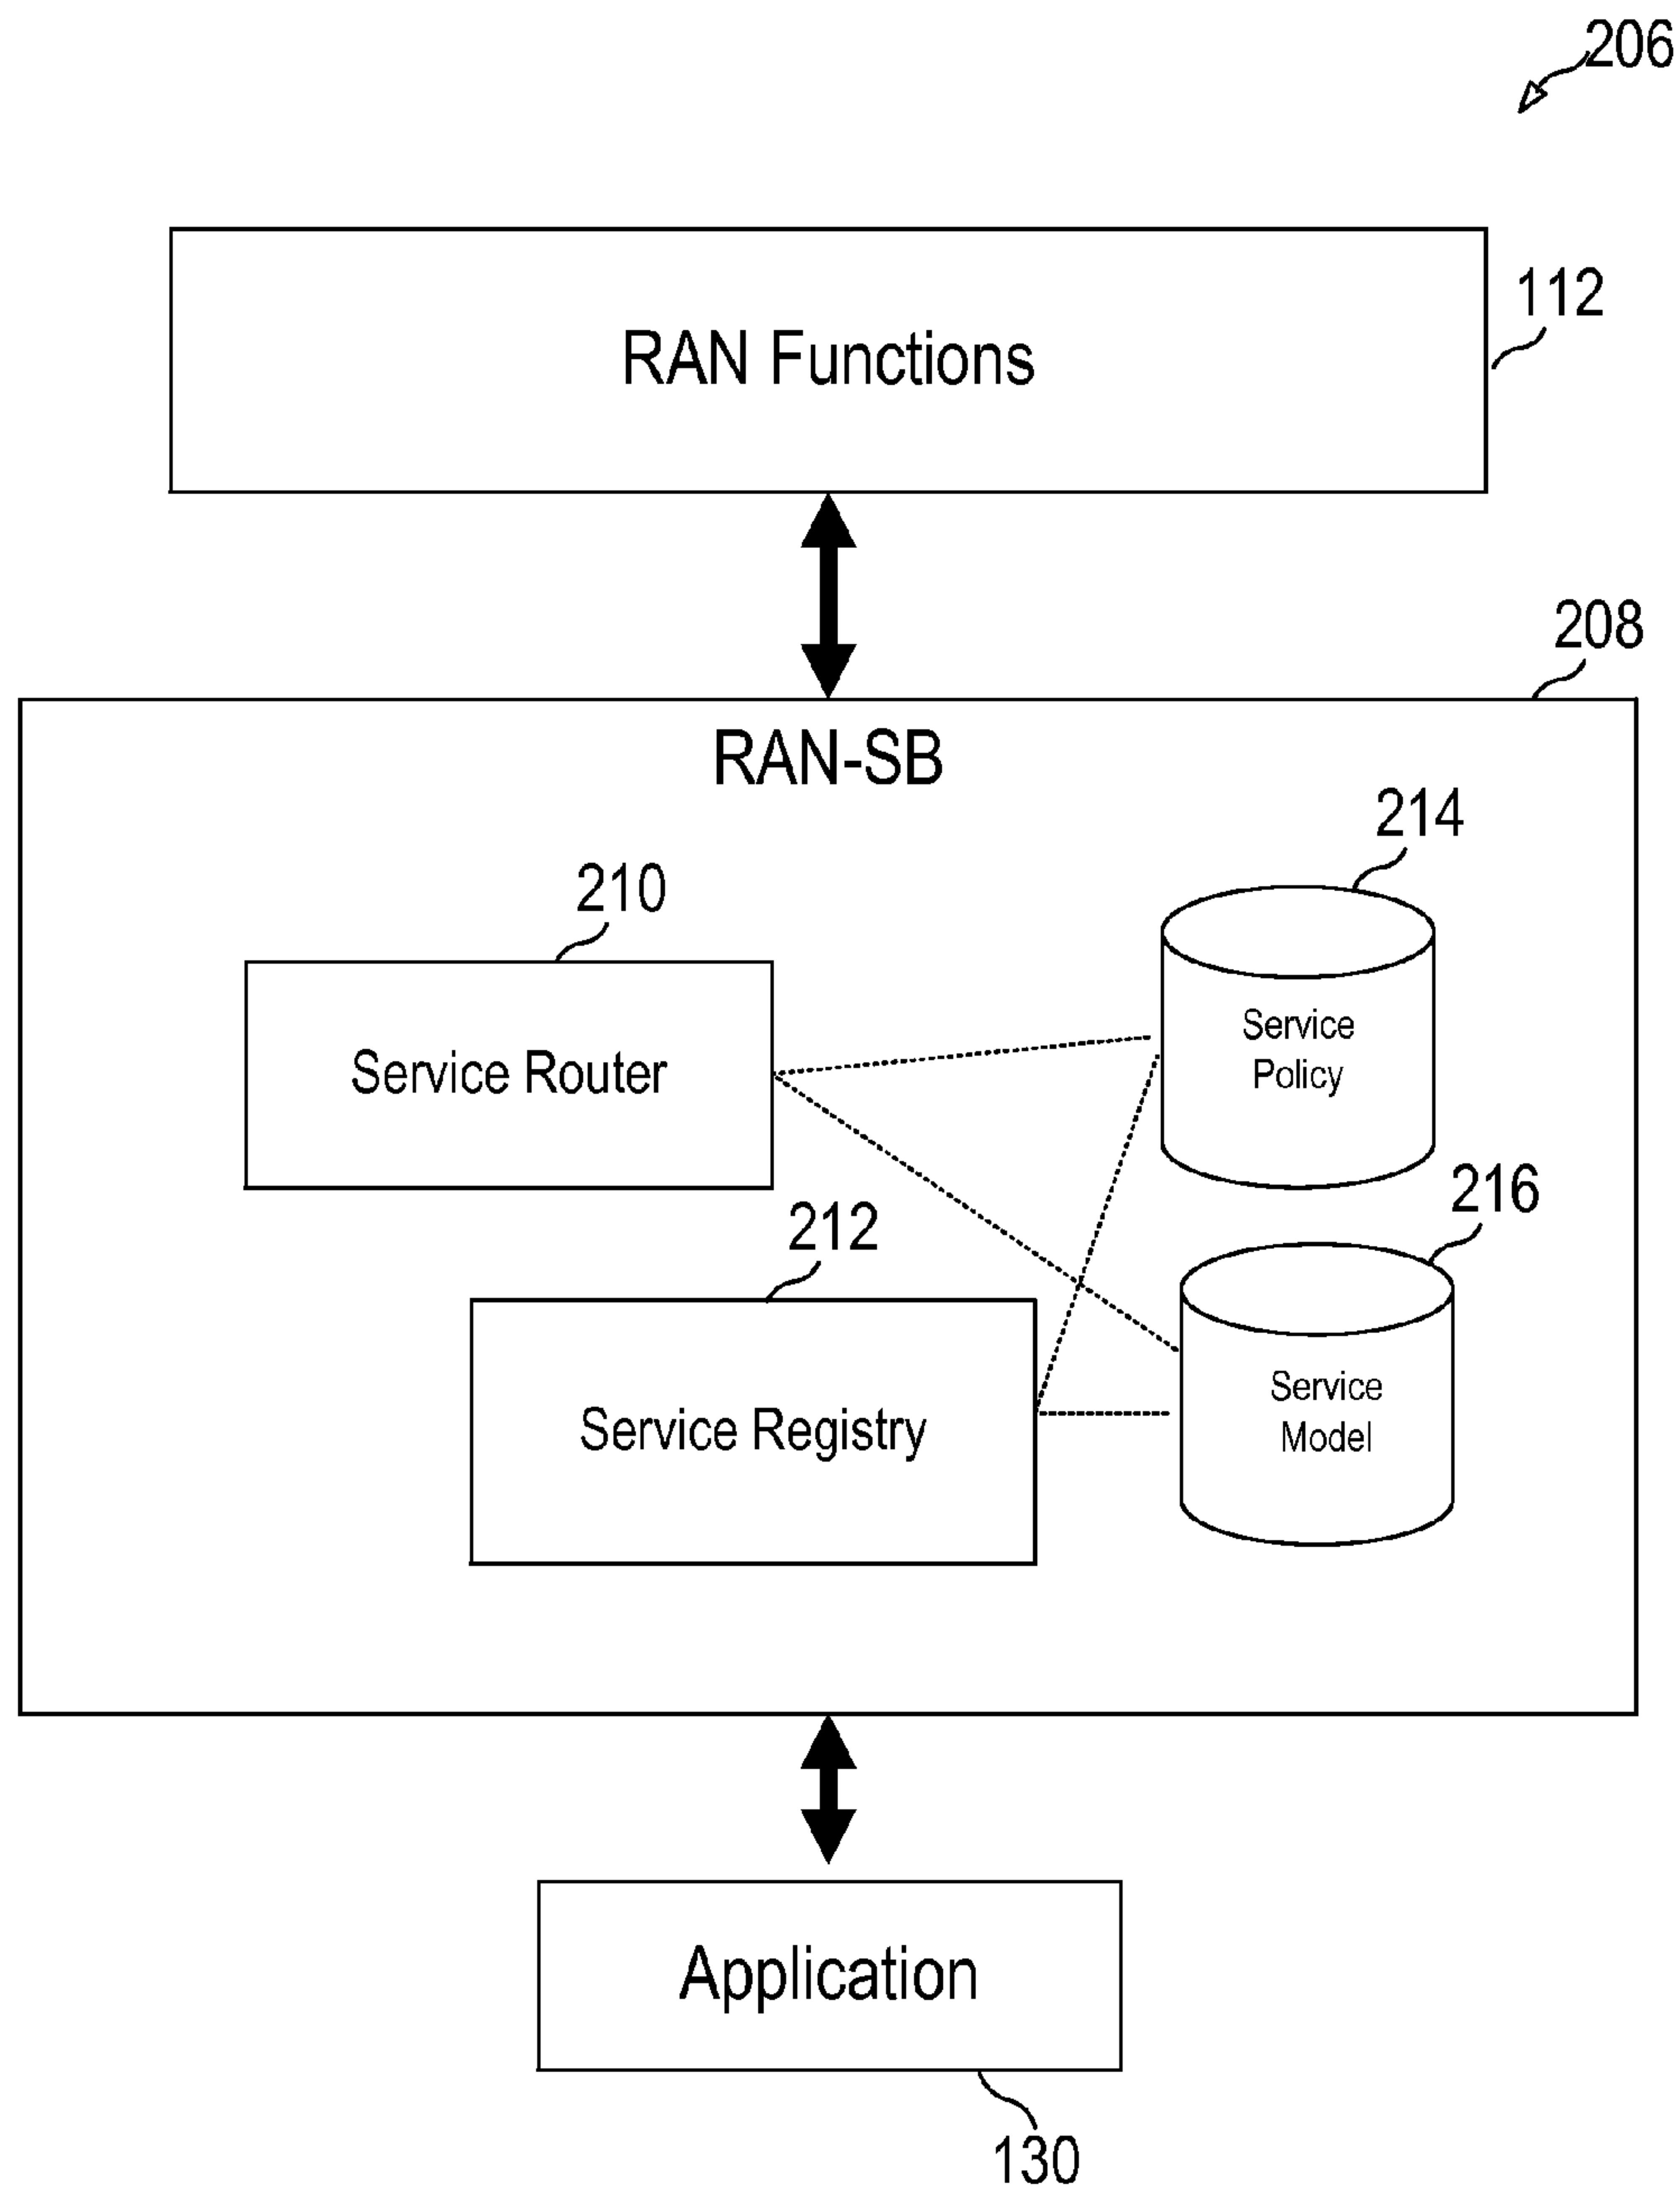 206
112
RAN Functions
208
RAN-SB
214
210
Service
Policy
Service Router
216
212
Service
Model
Service Registry
Application
130